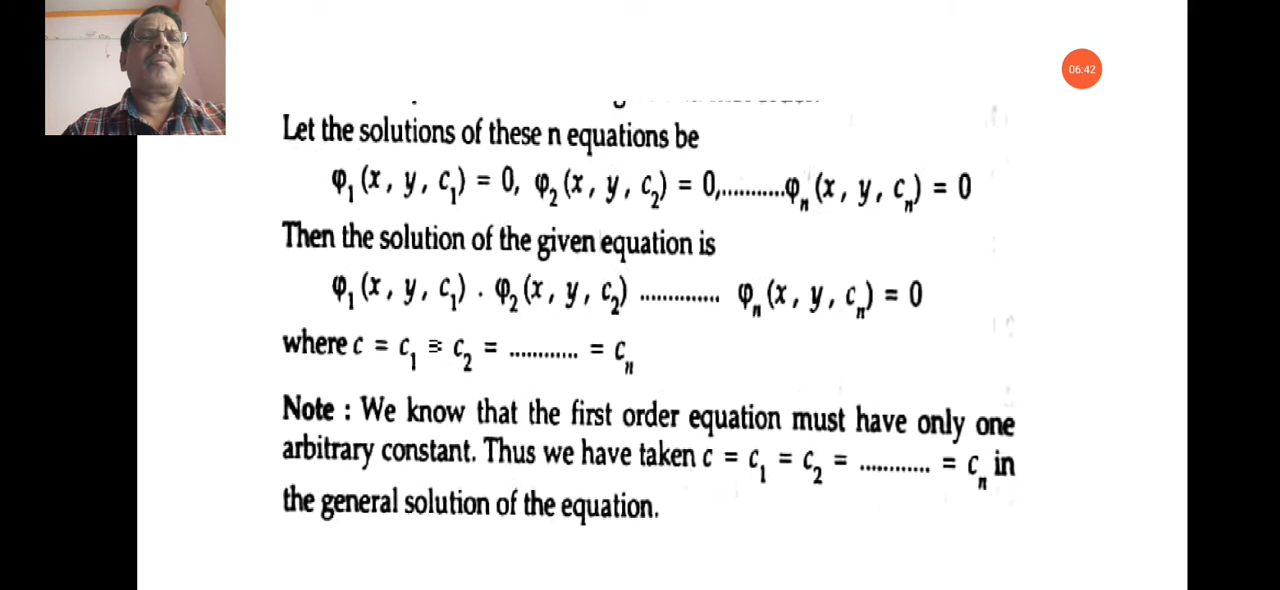 06:42
Let the solutions of these n equations be
φ₁ (x, y, c₁) = 0, φ₂ (x, y, c₂) = 0,...........φₙ (x, y, cₙ) = 0
Then the solution of the given equation is
φ₁ (x, y, c₁) . φ₂ (x, y, c₂) .............. φₙ (x, y, cₙ) = 0
where c = c₁ = c₂ = ............ = cₙ
Note : We know that the first order equation must have only one
arbitrary constant. Thus we have taken c = c₁ = c₂ = ............ = cₙ in
the general solution of the equation.